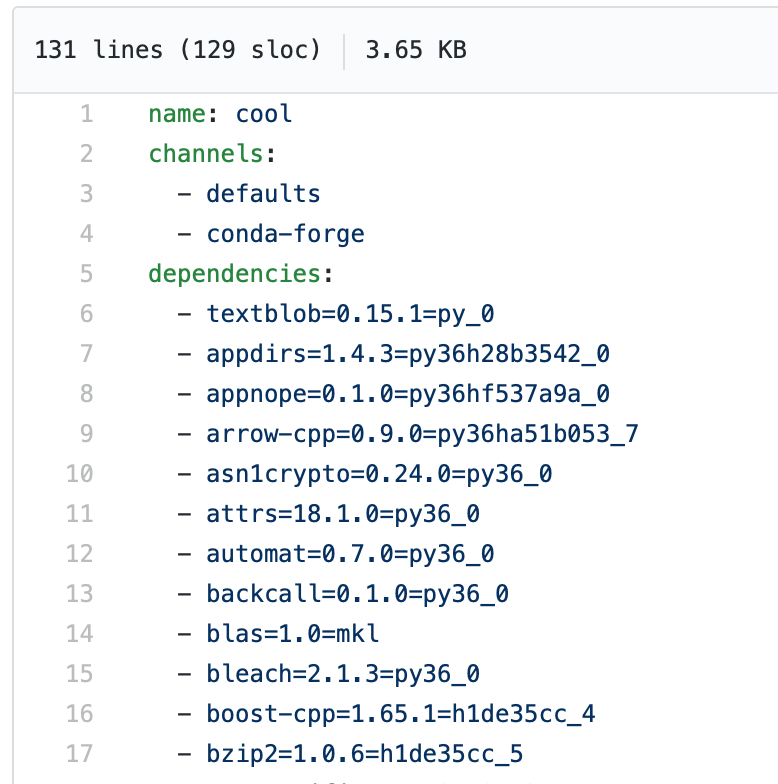 131 lines (129 sloc) 3.65 KB
1 name: cool
2 channels:
3 - defaults
4 - conda-forge
5 dependencies:
6 - textblob=0.15.1=py_0
7 - appdirs=1.4.3=py36h28b3542_0
8 - appnope=0.1.0=py36hf537a9a_0
9 - arrow-cpp=0.9.0=py36ha51b053_7
10 - asn1crypto=0.24.0=py36_0
11 - attrs=18.1.0=py36_0
12 - automat=0.7.0=py36_0
13 - backcall=0.1.0=py36_0
14 - blas=1.0=mkl
15 - bleach=2.1.3=py36_0
16 - boost-cpp=1.65.1=h1de35cc_4
17 - bzip2=1.0.6=h1de35cc_5